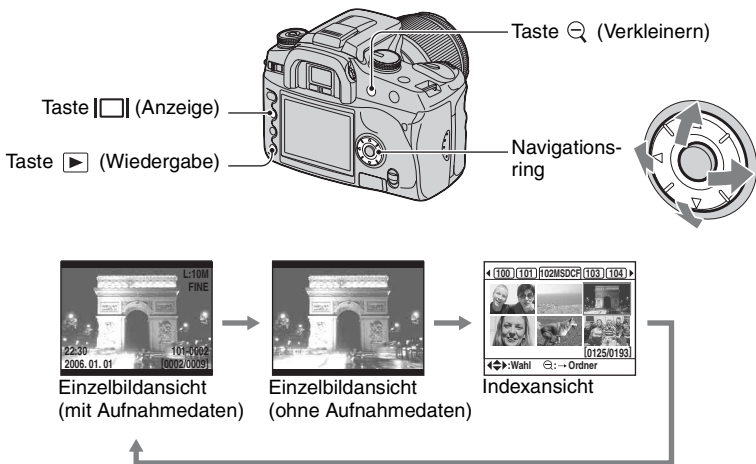 Taste (Verkleinern)
Taste (Anzeige)
Taste (Wiedergabe)
Navigations-
ring
L:10M
FINE
22:30 101-0002
2006. 01. 01 [0002/0009]
Einzelbildansicht
(mit Aufnahmedaten)
Einzelbildansicht
(ohne Aufnahmedaten)
100 101 102MSDCF 103 104
[0125/0193]
:Wahl :→ Ordner
Indexansicht